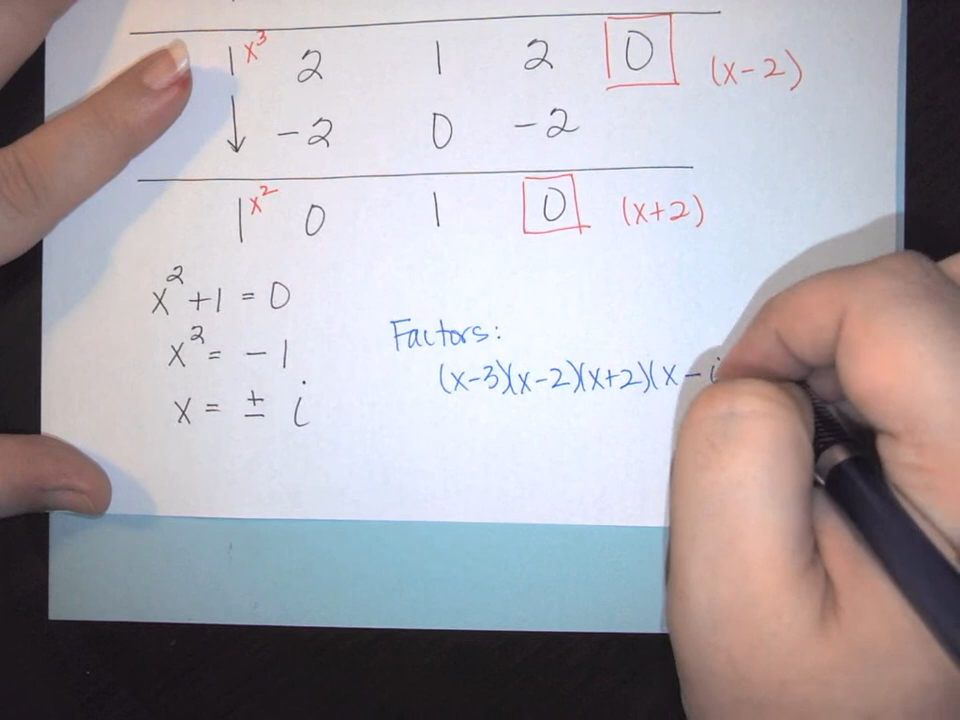 1 x³ 2 1 2 0 (x-2)
↓ -2 0 -2
1 x² 0 1 0 (x+2)
x² + 1 = 0
x² = -1
x = ± i
Factors:
(x-3)(x-2)(x+2)(x-i